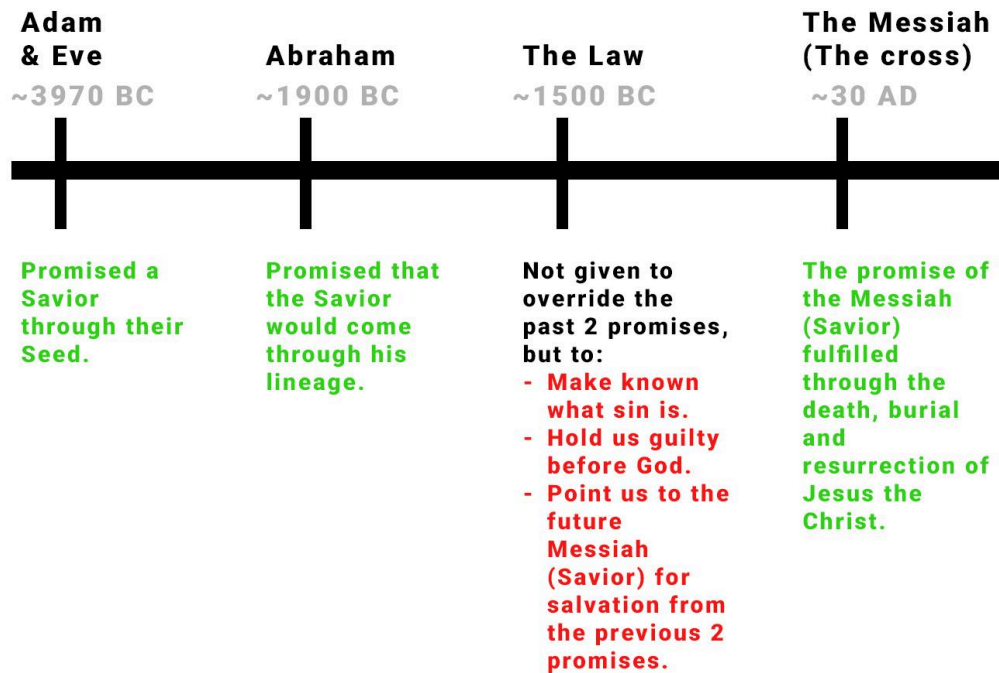 Adam
& Eve
~3970 BC
Abraham
~1900 BC
The Law
~1500 BC
The Messiah
(The cross)
~30 AD
Promised a
Savior
through their
Seed.
Promised that
the Savior
would come
through his
lineage.
Not given to
override the
past 2 promises,
but to:
- Make known
what sin is.
- Hold us guilty
before God.
- Point us to the
future
Messiah
(Savior) for
salvation from
the previous 2
promises.
The promise of
the Messiah
(Savior)
fulfilled
through the
death, burial
and
resurrection of
Jesus the
Christ.